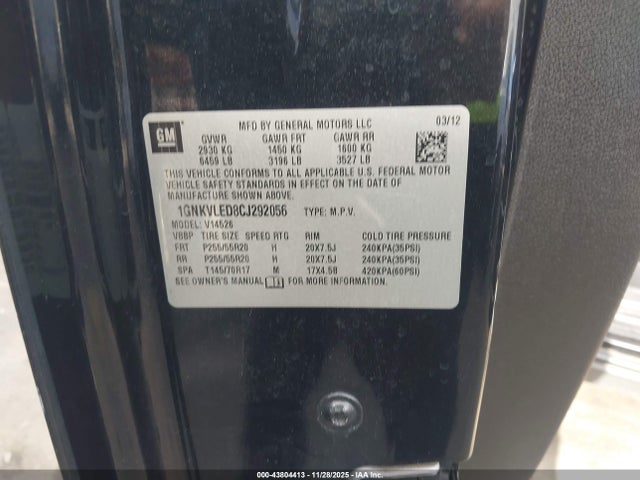 GM
MFD BY GENERAL MOTORS LLC 03/12
GVWR GAWR FRT GAWR RR
2930 KG 1450 KG 1600 KG
6459 LB 3196 LB 3527 LB
THIS VEHICLE CONFORMS TO ALL APPLICABLE U.S. FEDERAL MOTOR
VEHICLE SAFETY STANDARDS IN EFFECT ON THE DATE OF
MANUFACTURE SHOWN ABOVE.
1GNKVLED8CJ292056 TYPE: M.P.V.
MODEL: V14526
VBBP TIRE SIZE SPEED RTG RIM COLD TIRE PRESSURE
FRT P255/55R20 H 20X7.5J 240KPA(35PSI)
RR P255/55R20 H 20X7.5J 240KPA(35PSI)
SPA T145/70R17 M 17X4.5B 420KPA(60PSI)
SEE OWNER'S MANUAL FOR MORE INFORMATION.
000-43804413 | 11/28/2025 - IAAI.COM